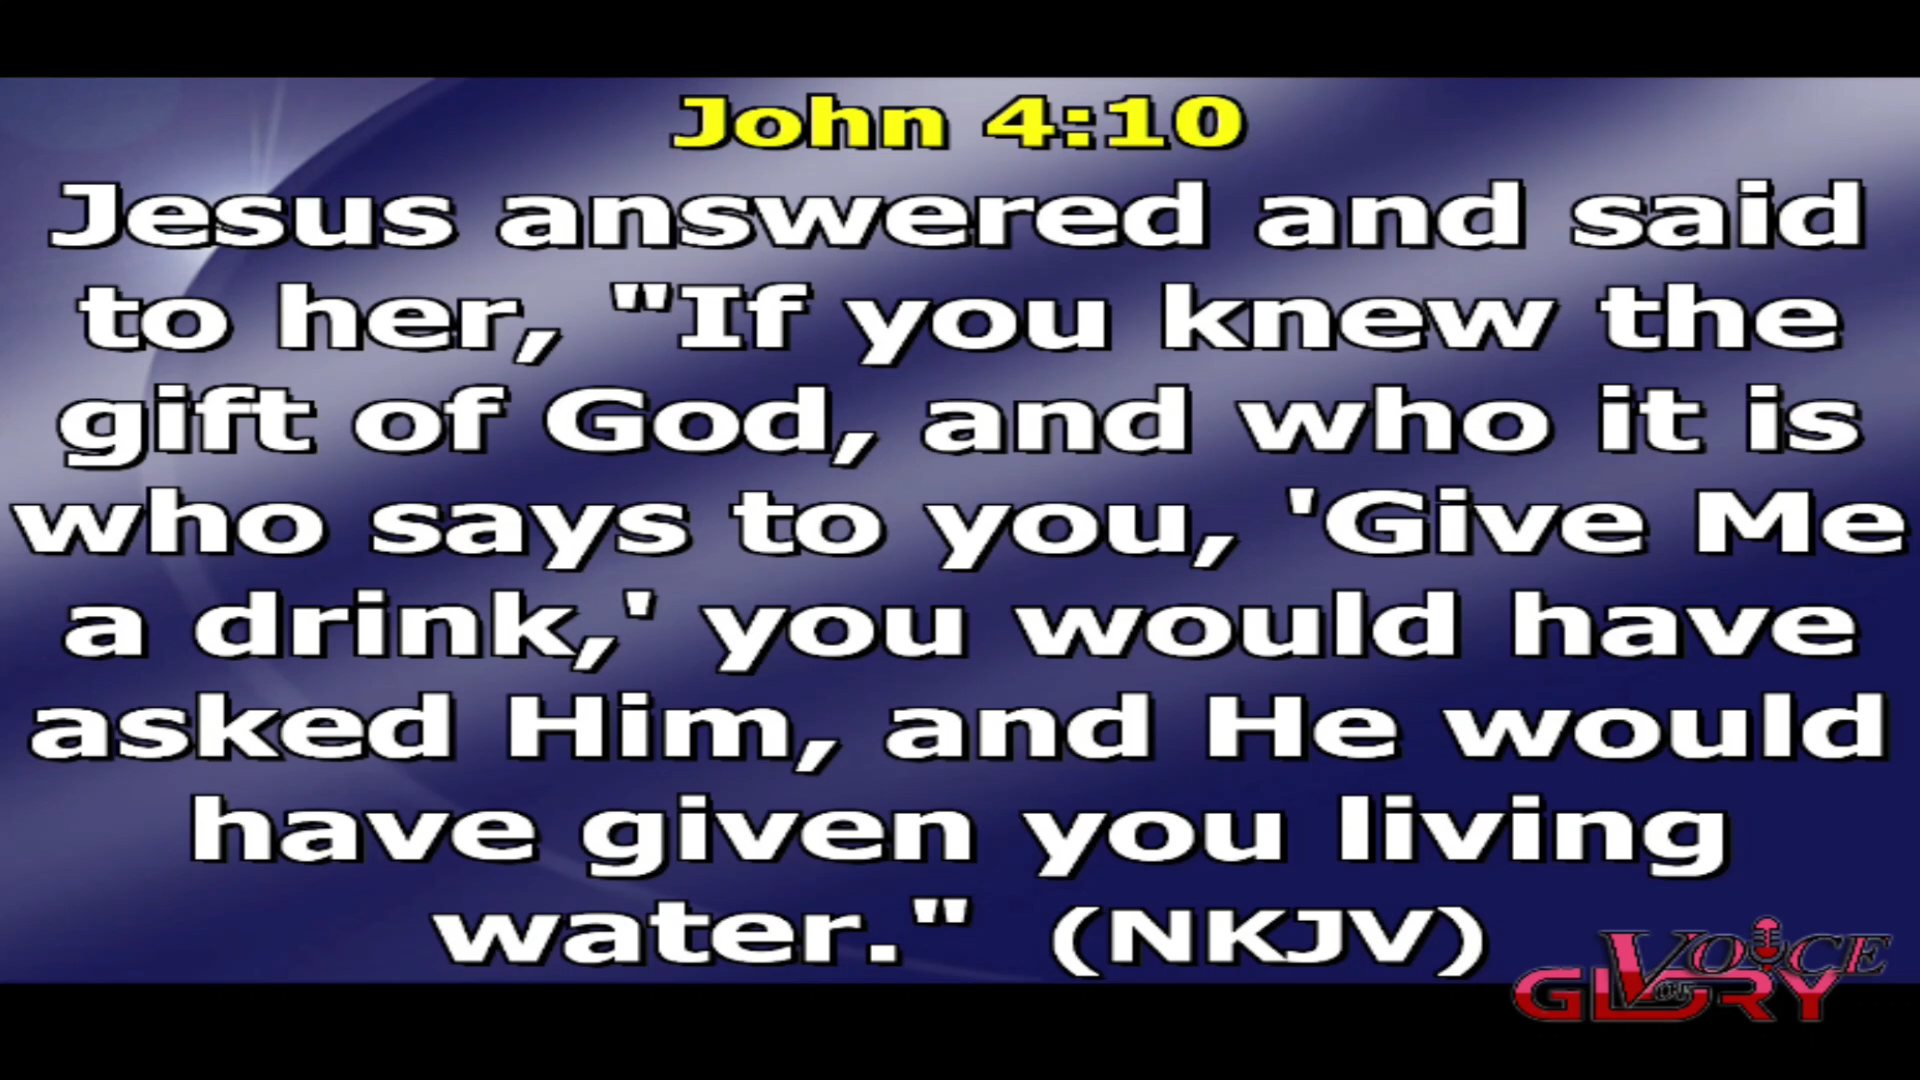 John 4:10
Jesus answered and said
to her, "If you knew the
gift of God, and who it is
who says to you, 'Give Me
a drink,' you would have
asked Him, and He would
have given you living
water." (NKJV)
VOICE
OF
GLORY